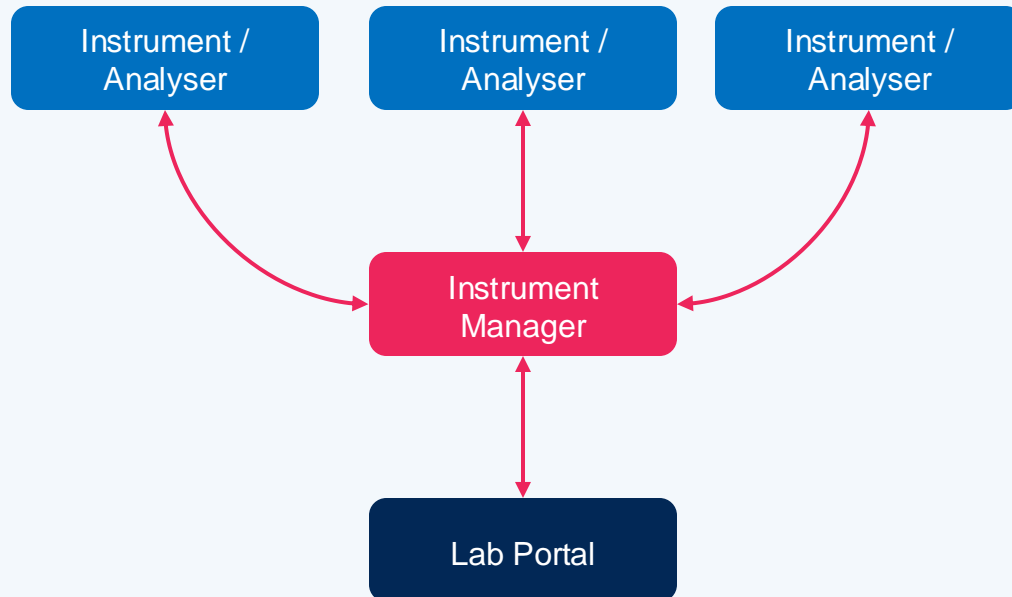 Instrument /
Analyser
Instrument /
Analyser
Instrument /
Analyser
Instrument
Manager
Lab Portal